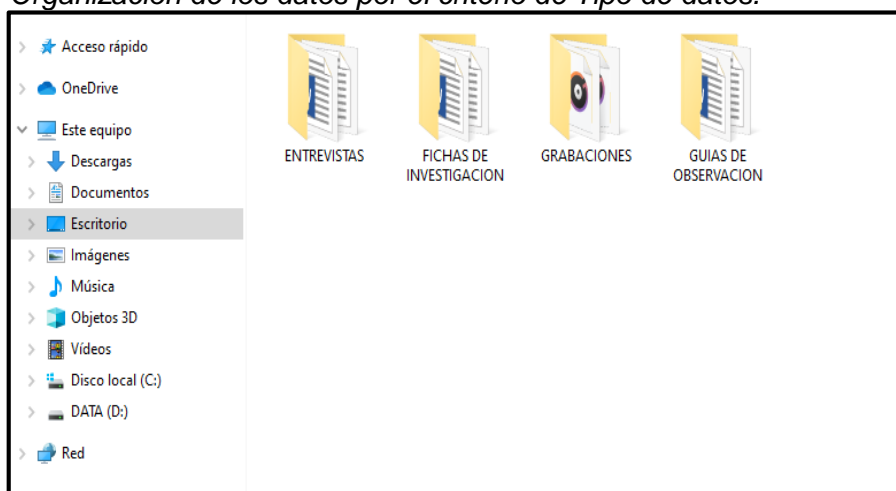 Organización de los datos por el criterio de Tipo de datos.
Acceso rápido
OneDrive
Este equipo
Descargas
Documentos
Escritorio
Imágenes
Música
Objetos 3D
Vídeos
Disco local (C:)
DATA (D:)
Red
ENTREVISTAS
FICHAS DE
INVESTIGACION
GRABACIONES
GUIAS DE
OBSERVACION